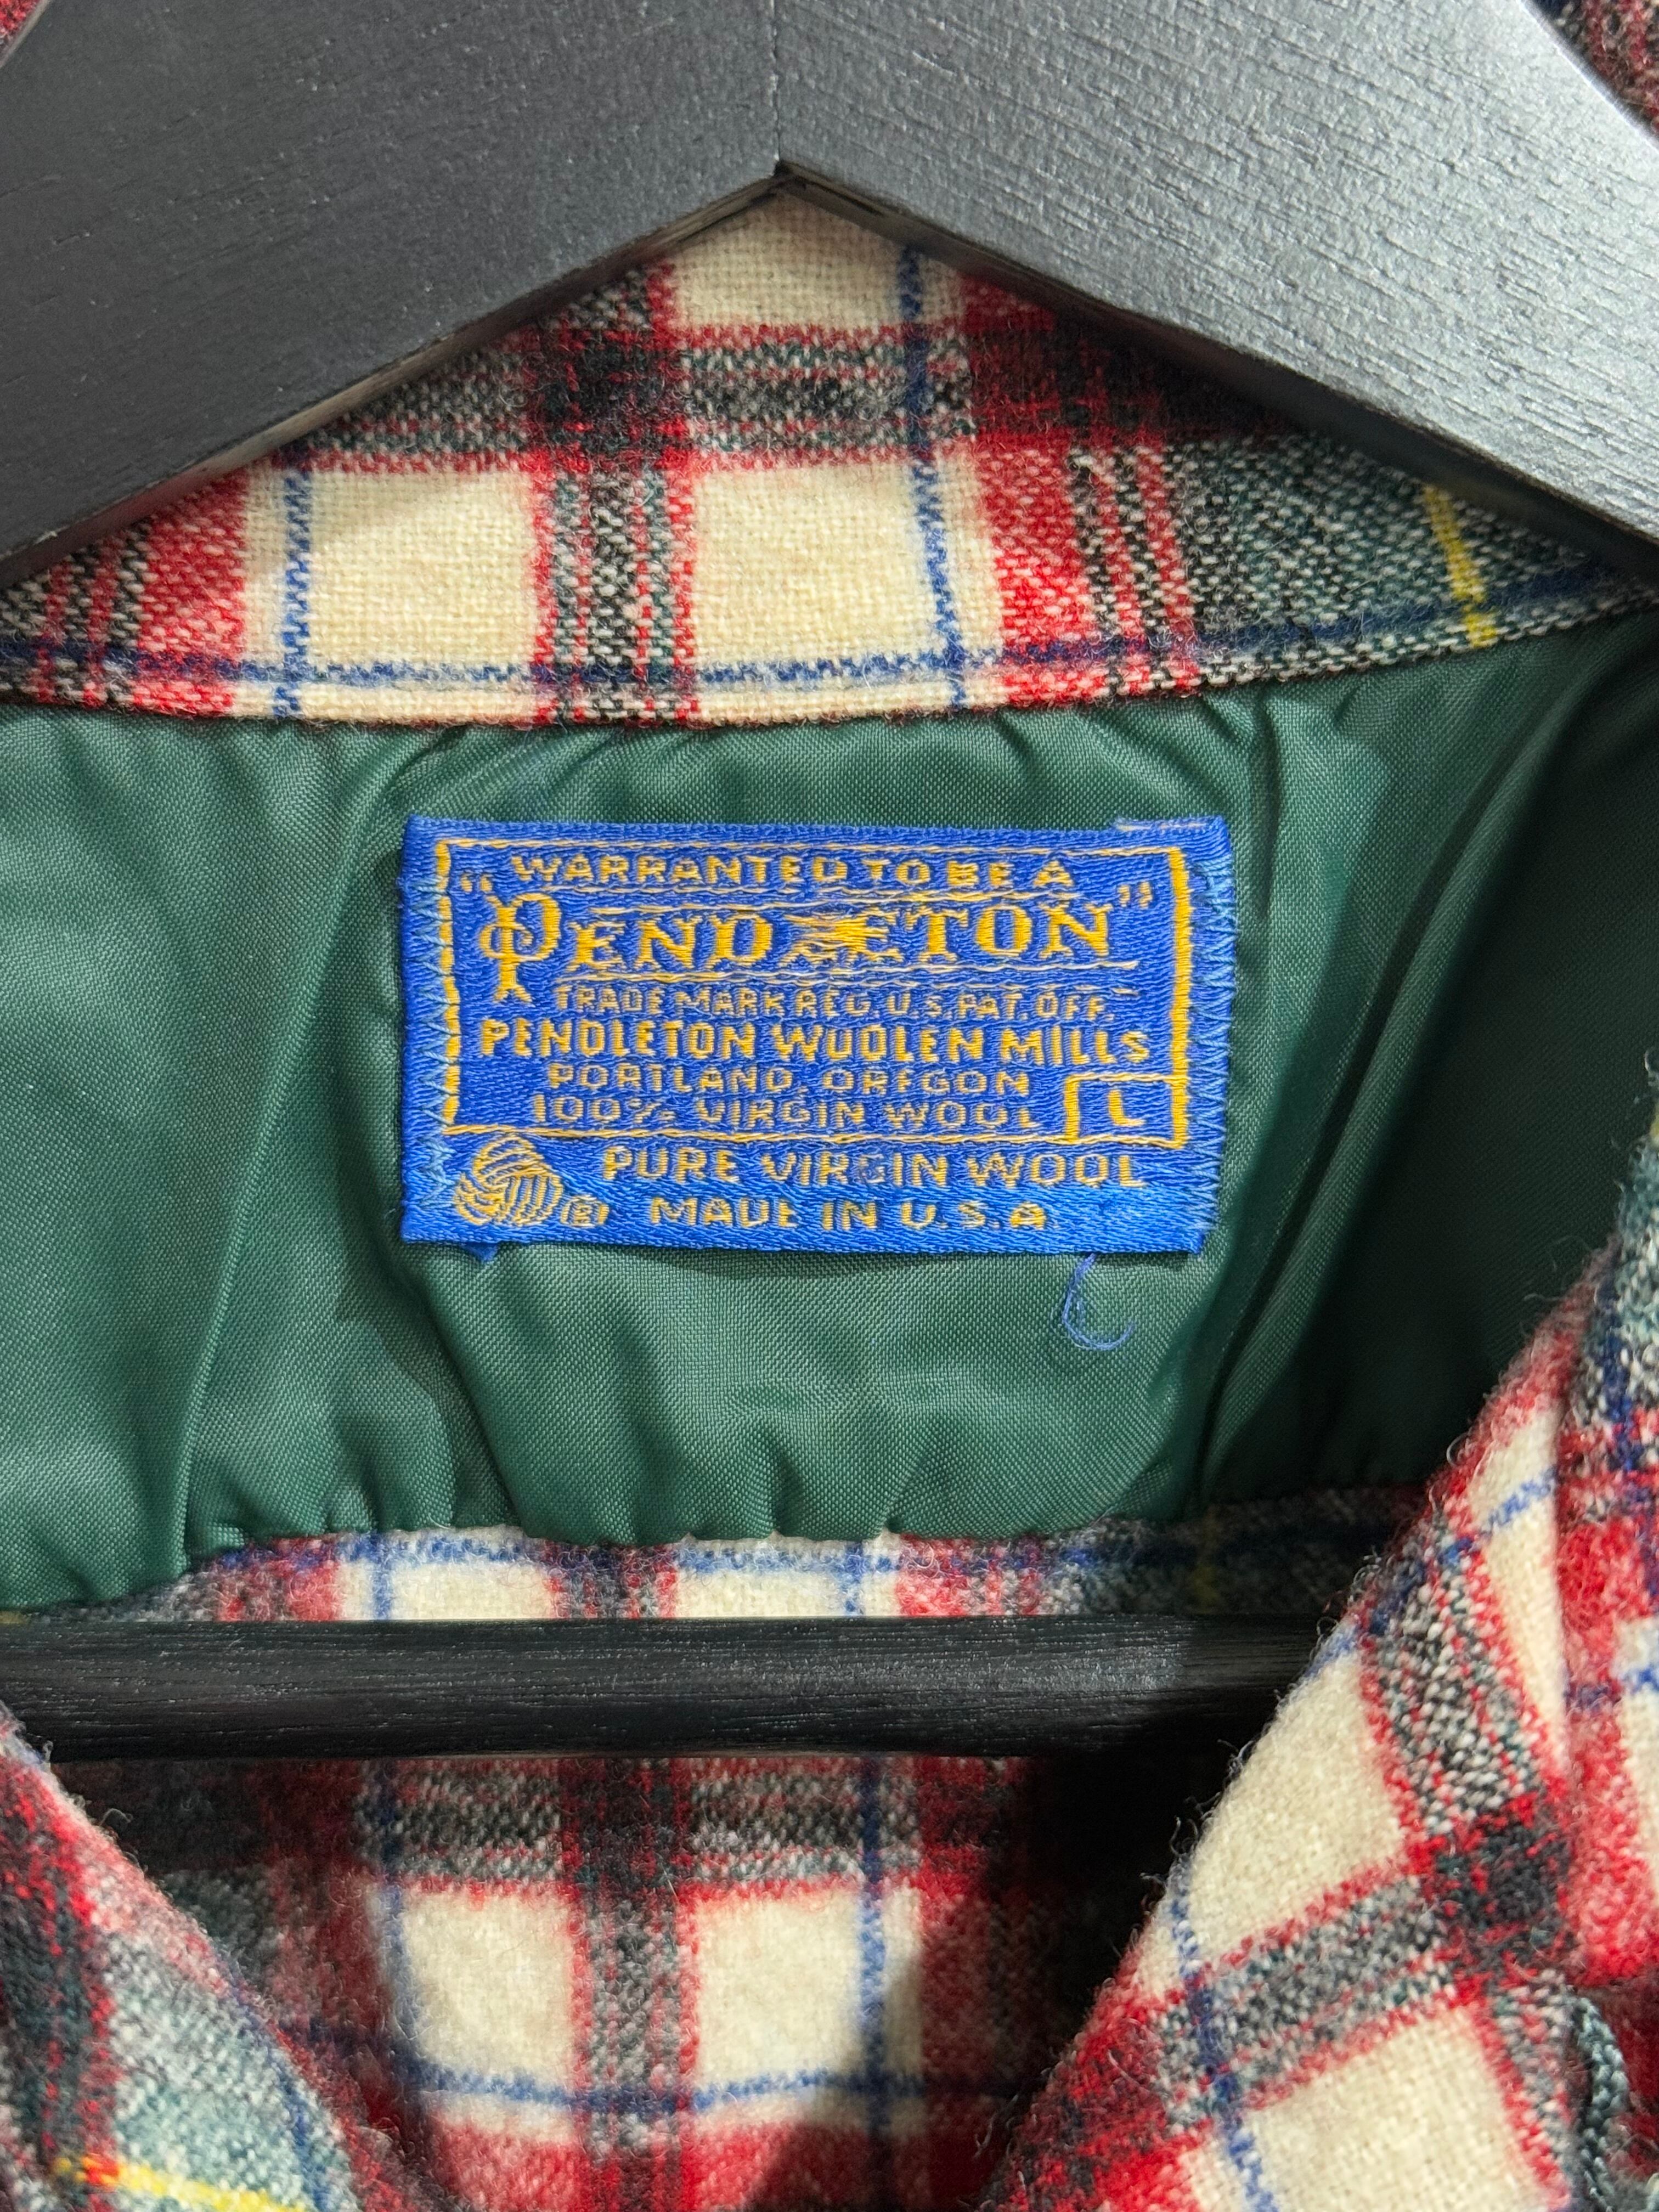 WARRANTED TO BE A
"PENDLETON"
TRADE MARK REG. U.S. PAT. OFF.
PENDLETON WOOLEN MILLS
PORTLAND, OREGON
100% VIRGIN WOOL L
PURE VIRGIN WOOL
® MADE IN U.S.A.